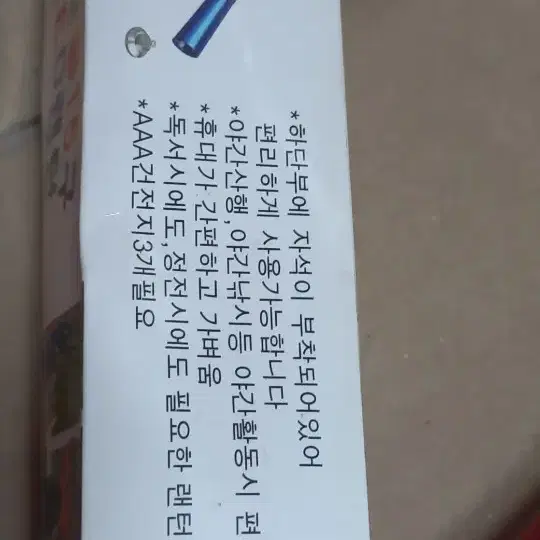 *하단부에 자석이 부착되어있어
편리하게 사용가능합니다
*야간산행,야간낚시등 야간활동시 편
*휴대가 간편하고 가벼움
*독서시에도,정전시에도 필요한 랜턴
*AAA건전지3개필요